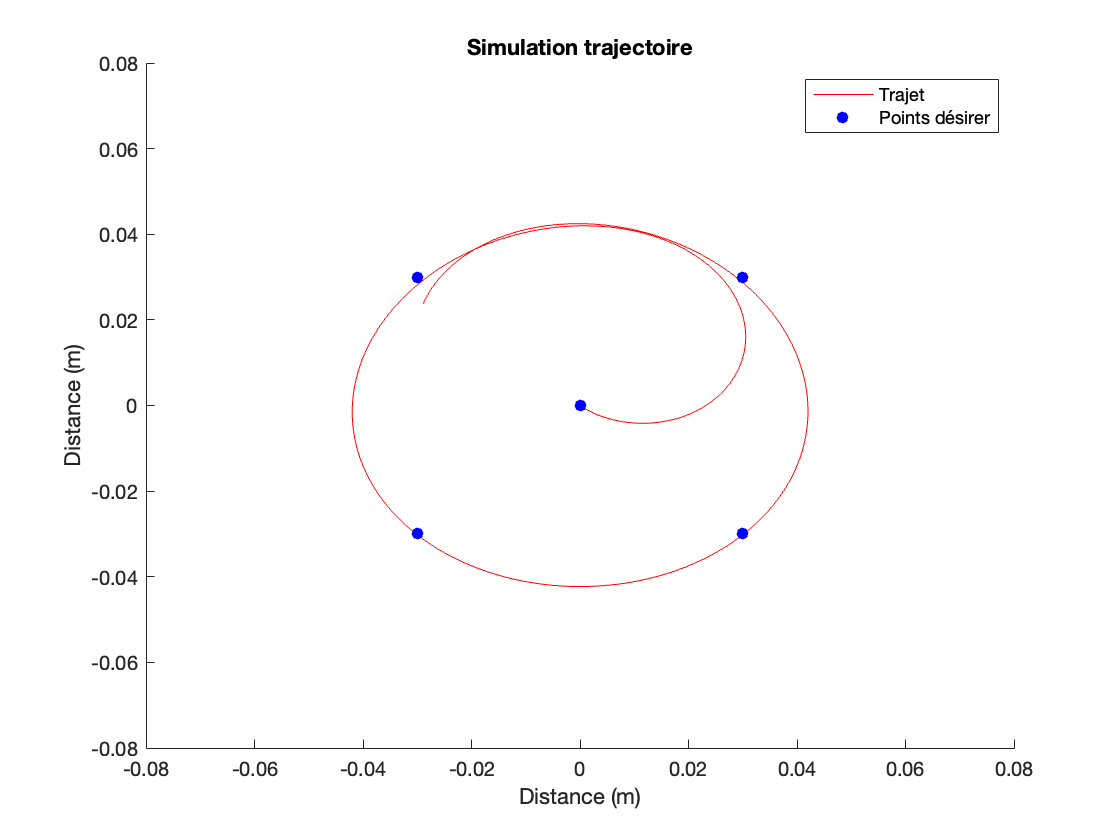 Simulation trajectoire
Trajet
Points désirer
0.08
0.06
0.04
0.02
0
-0.02
-0.04
-0.06
-0.08
Distance (m)
-0.08 -0.06 -0.04 -0.02 0 0.02 0.04 0.06 0.08
Distance (m)